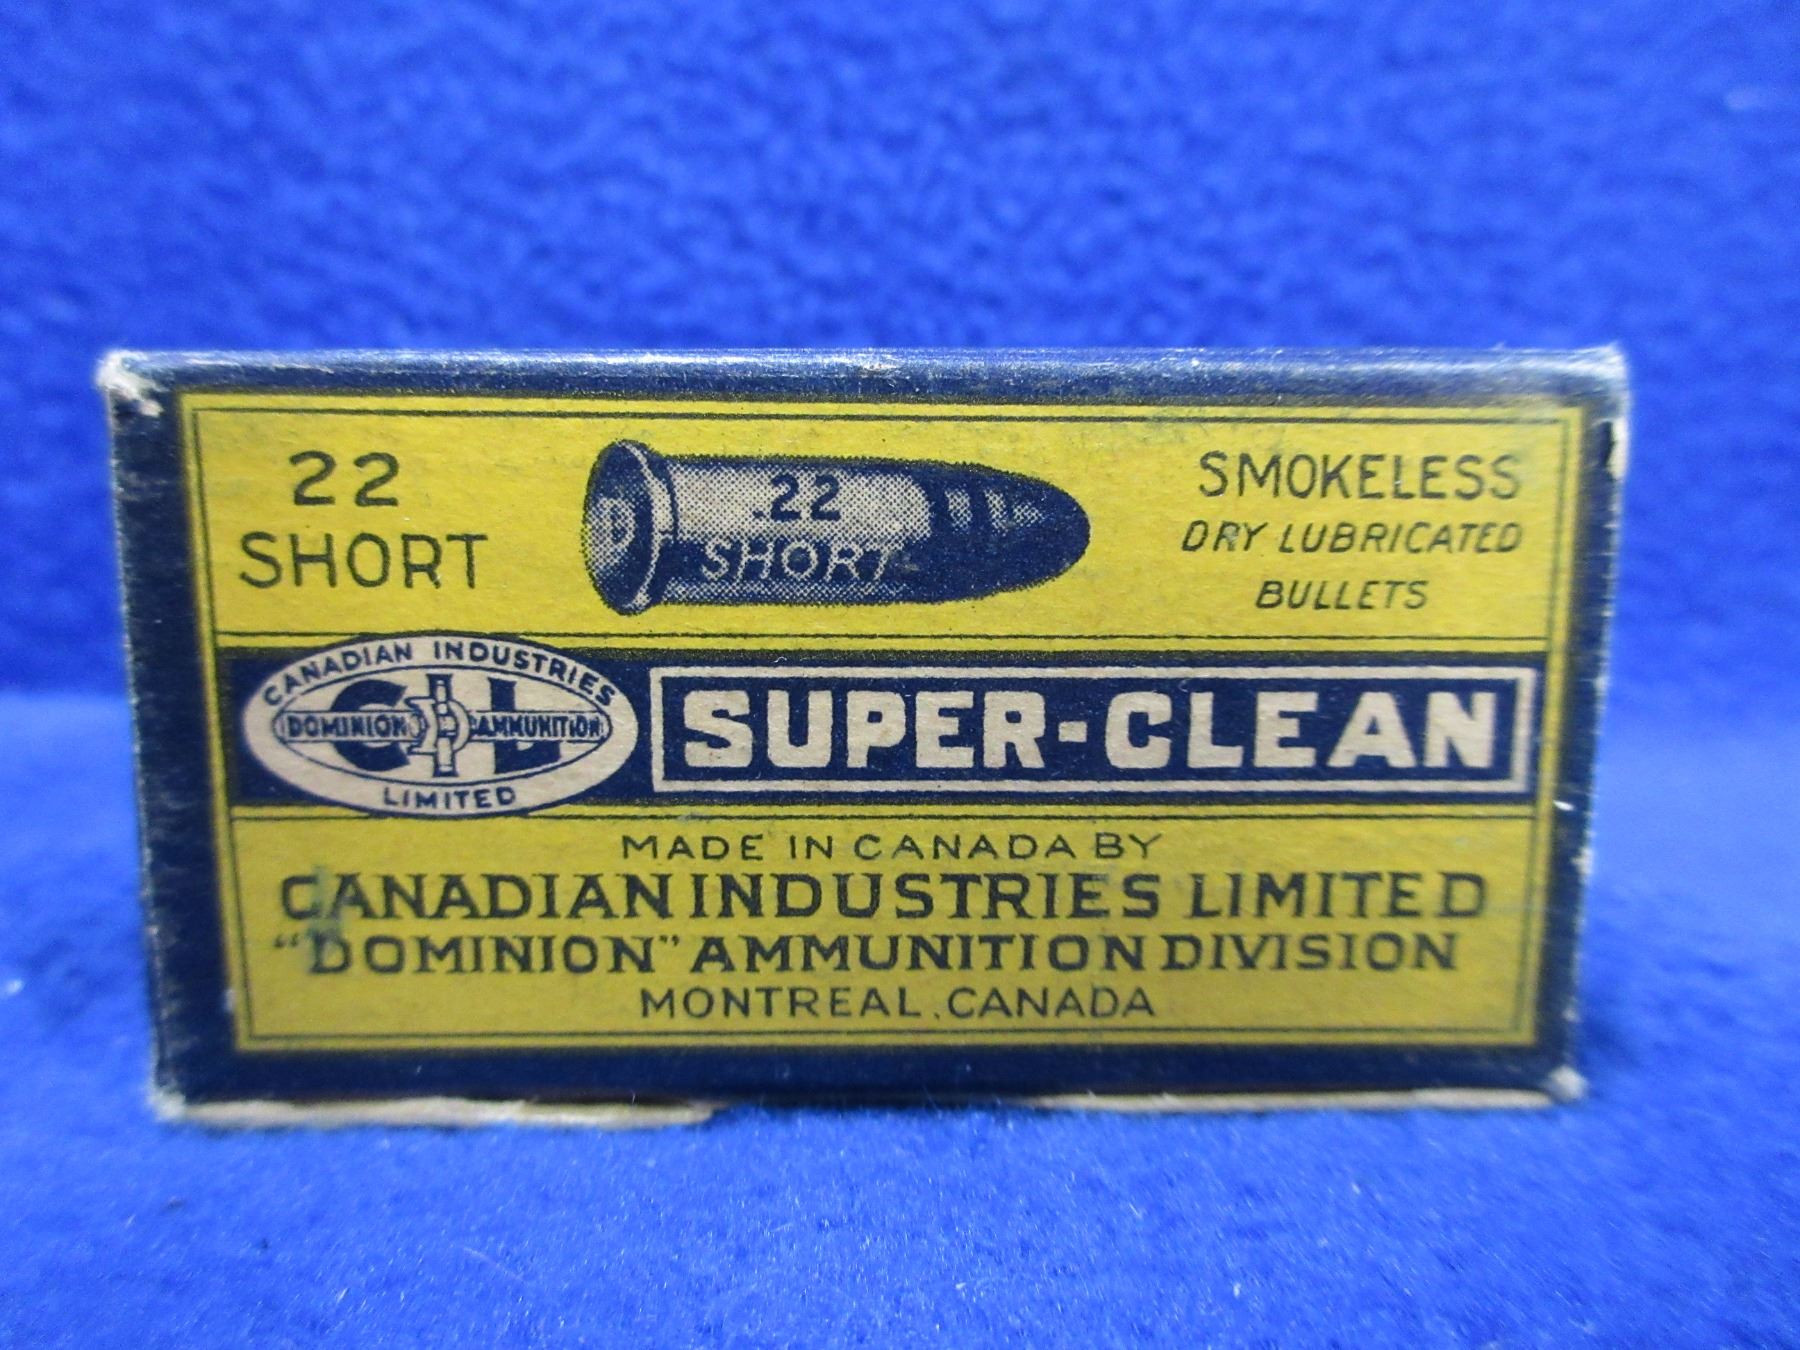 22
SHORT
D
.22
SHORT
SMOKELESS
DRY LUBRICATED
BULLETS
CANADIAN INDUSTRIES
CIL
DOMINION AMMUNITION
LIMITED
SUPER-CLEAN
MADE IN CANADA BY
CANADIAN INDUSTRIES LIMITED
"DOMINION" AMMUNITION DIVISION
MONTREAL, CANADA